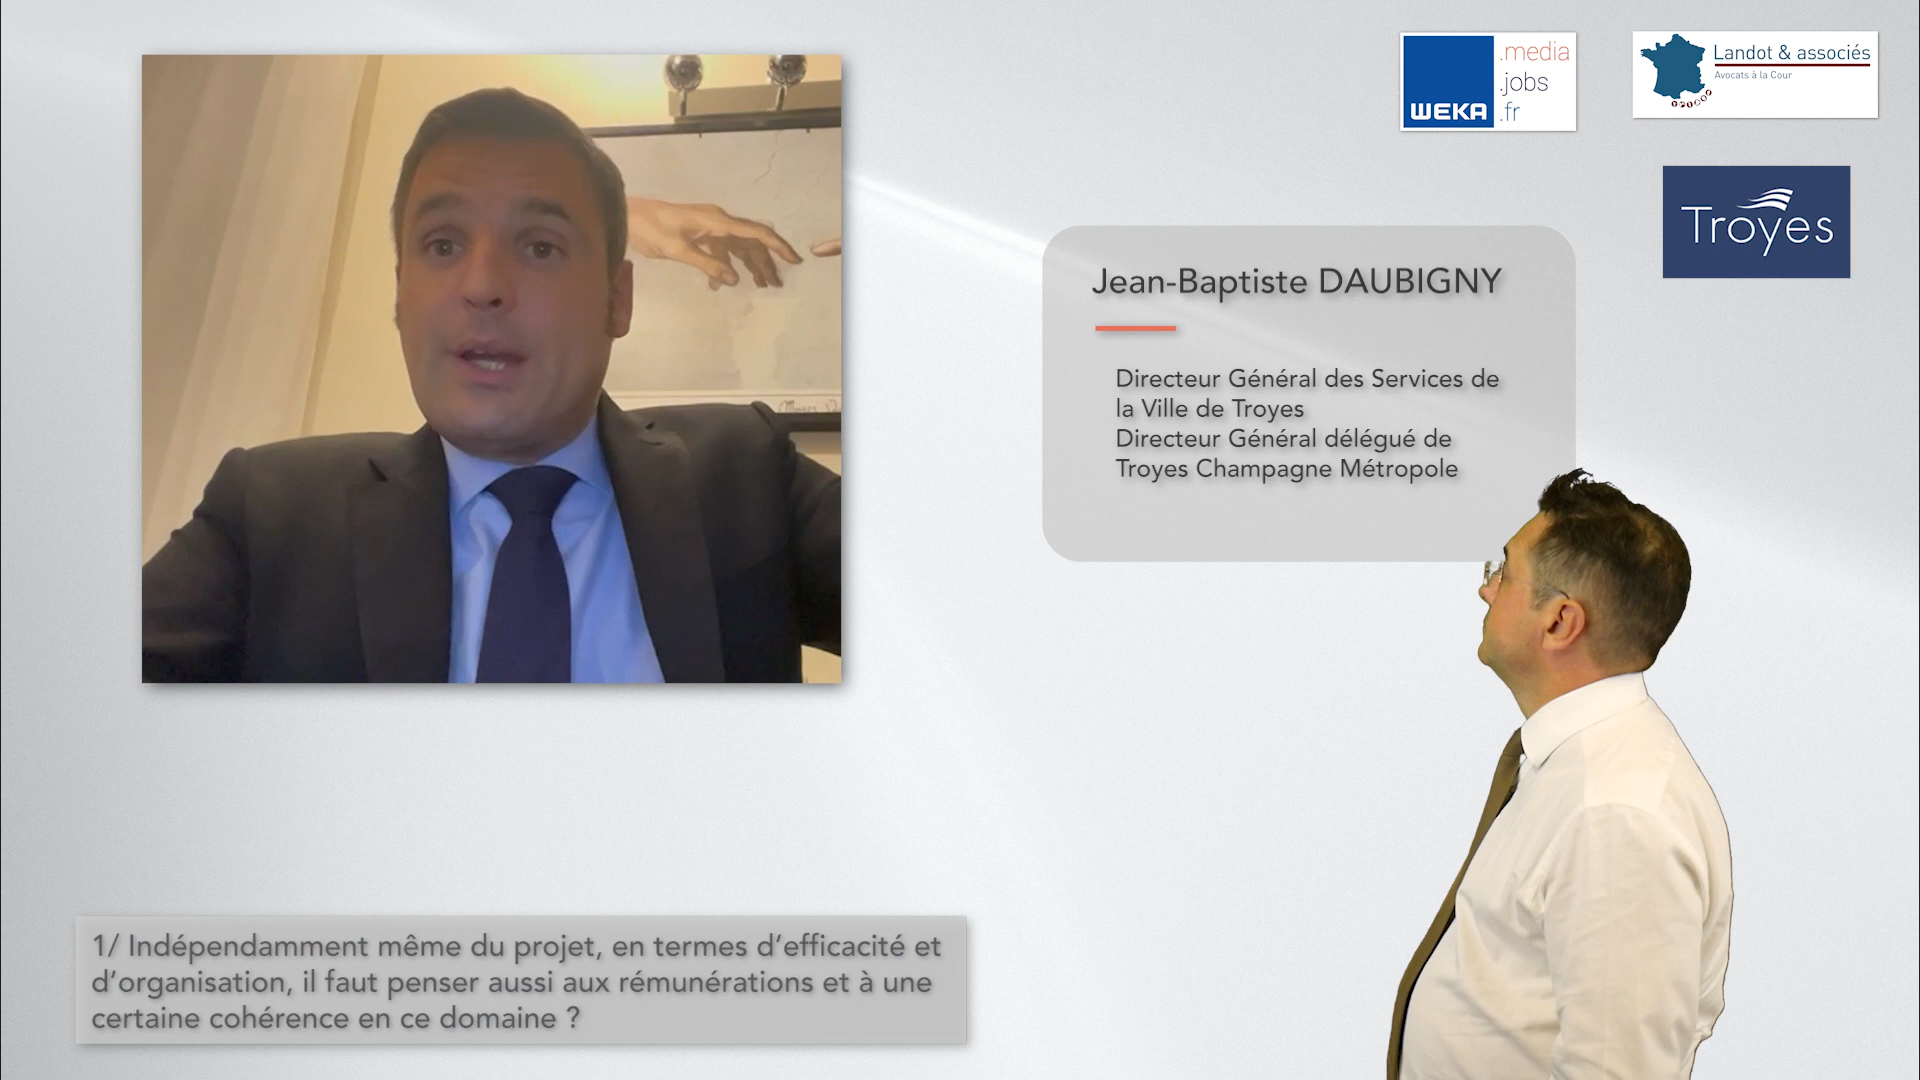 WEKA
.media
.jobs
.fr
Landot & associés
Avocats à la Cour
Troyes
Jean-Baptiste DAUBIGNY
Directeur Général des Services de
la Ville de Troyes
Directeur Général délégué de
Troyes Champagne Métropole
1/ Indépendamment même du projet, en termes d’efficacité et
d’organisation, il faut penser aussi aux rémunérations et à une
certaine cohérence en ce domaine ?